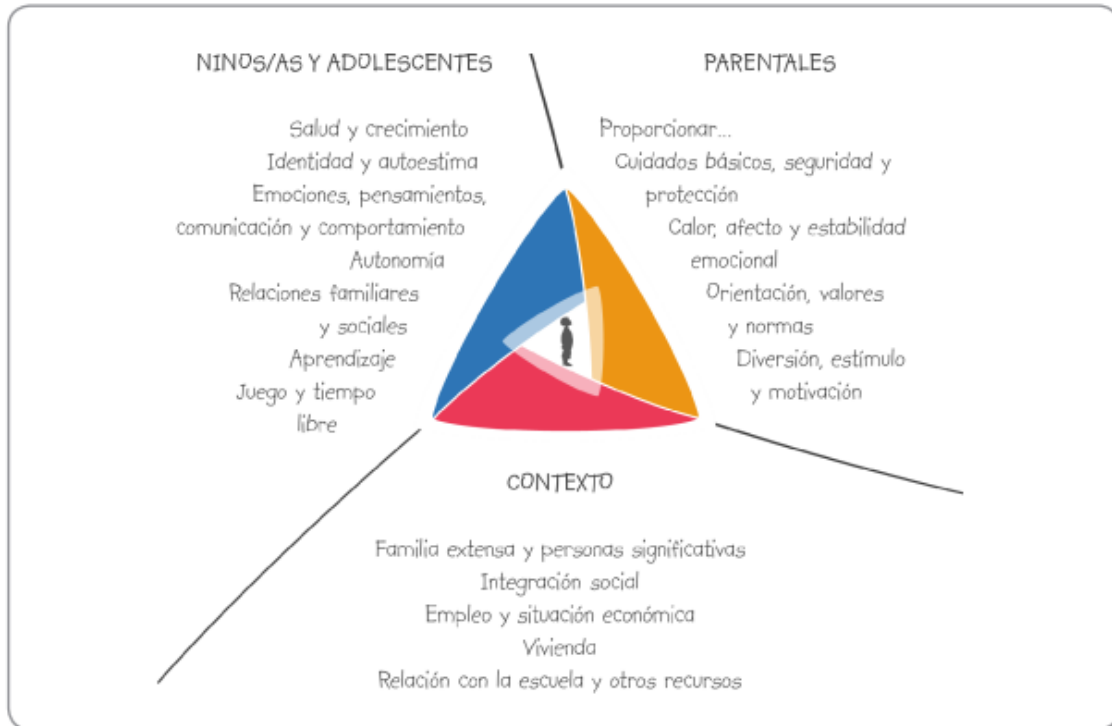 NINOS/AS Y ADOLESCENTES
Salud y crecimiento
Identidad y autoestima
Emociones, pensamientos,
comunicación y comportamiento
Autonomía
Relaciones familiares
y sociales
Aprendizaje
Juego y tiempo
libre
PARENTALES
Proporcionar...
Cuidados básicos, seguridad y
protección
Calor, afecto y estabilidad
emocional
Orientación, valores
y normas
Diversión, estímulo
y motivación
CONTEXTO
Familia extensa y personas significativas
Integración social
Empleo y situación económica
Vivienda
Relación con la escuela y otros recursos